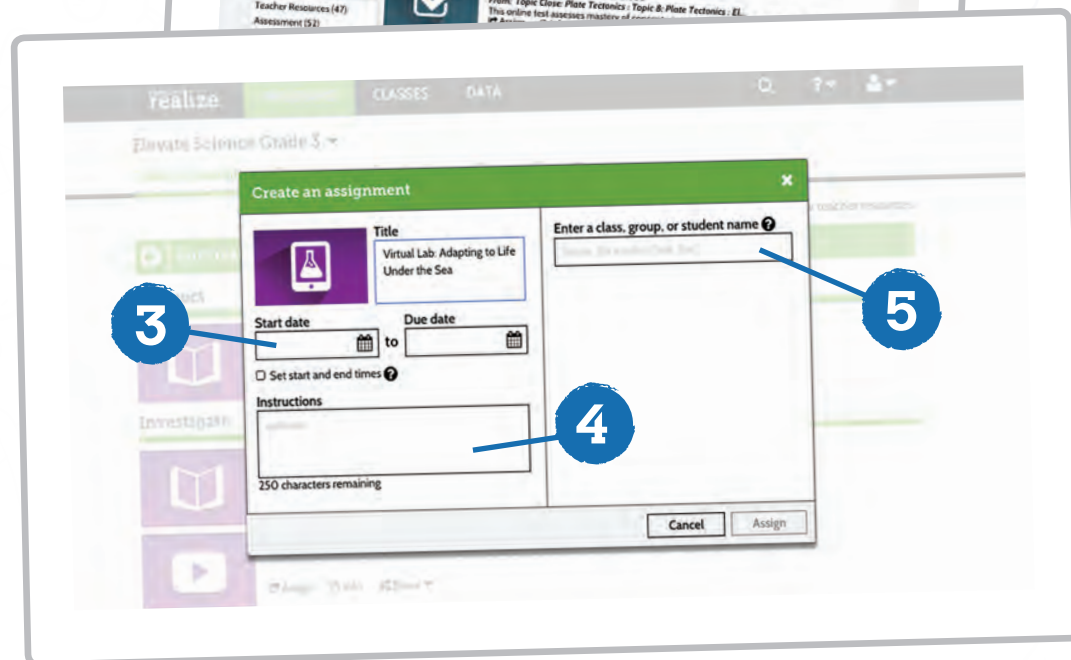 Teacher Resources (47)
Assessment (52)
From: Topic Close: Plate Tectonics : Topic 8: Plate Tectonics : EL
This online test assesses mastery of
realize
CLASSES DATA ?
Elevate Science Grade 3
Create an assignment x
Title
Virtual Lab: Adapting to Life
Under the Sea
Start date
to
Due date
Set start and end times ?
Instructions
250 characters remaining
Enter a class, group, or student name ?
3
4
5
Investigate
Cancel Assign